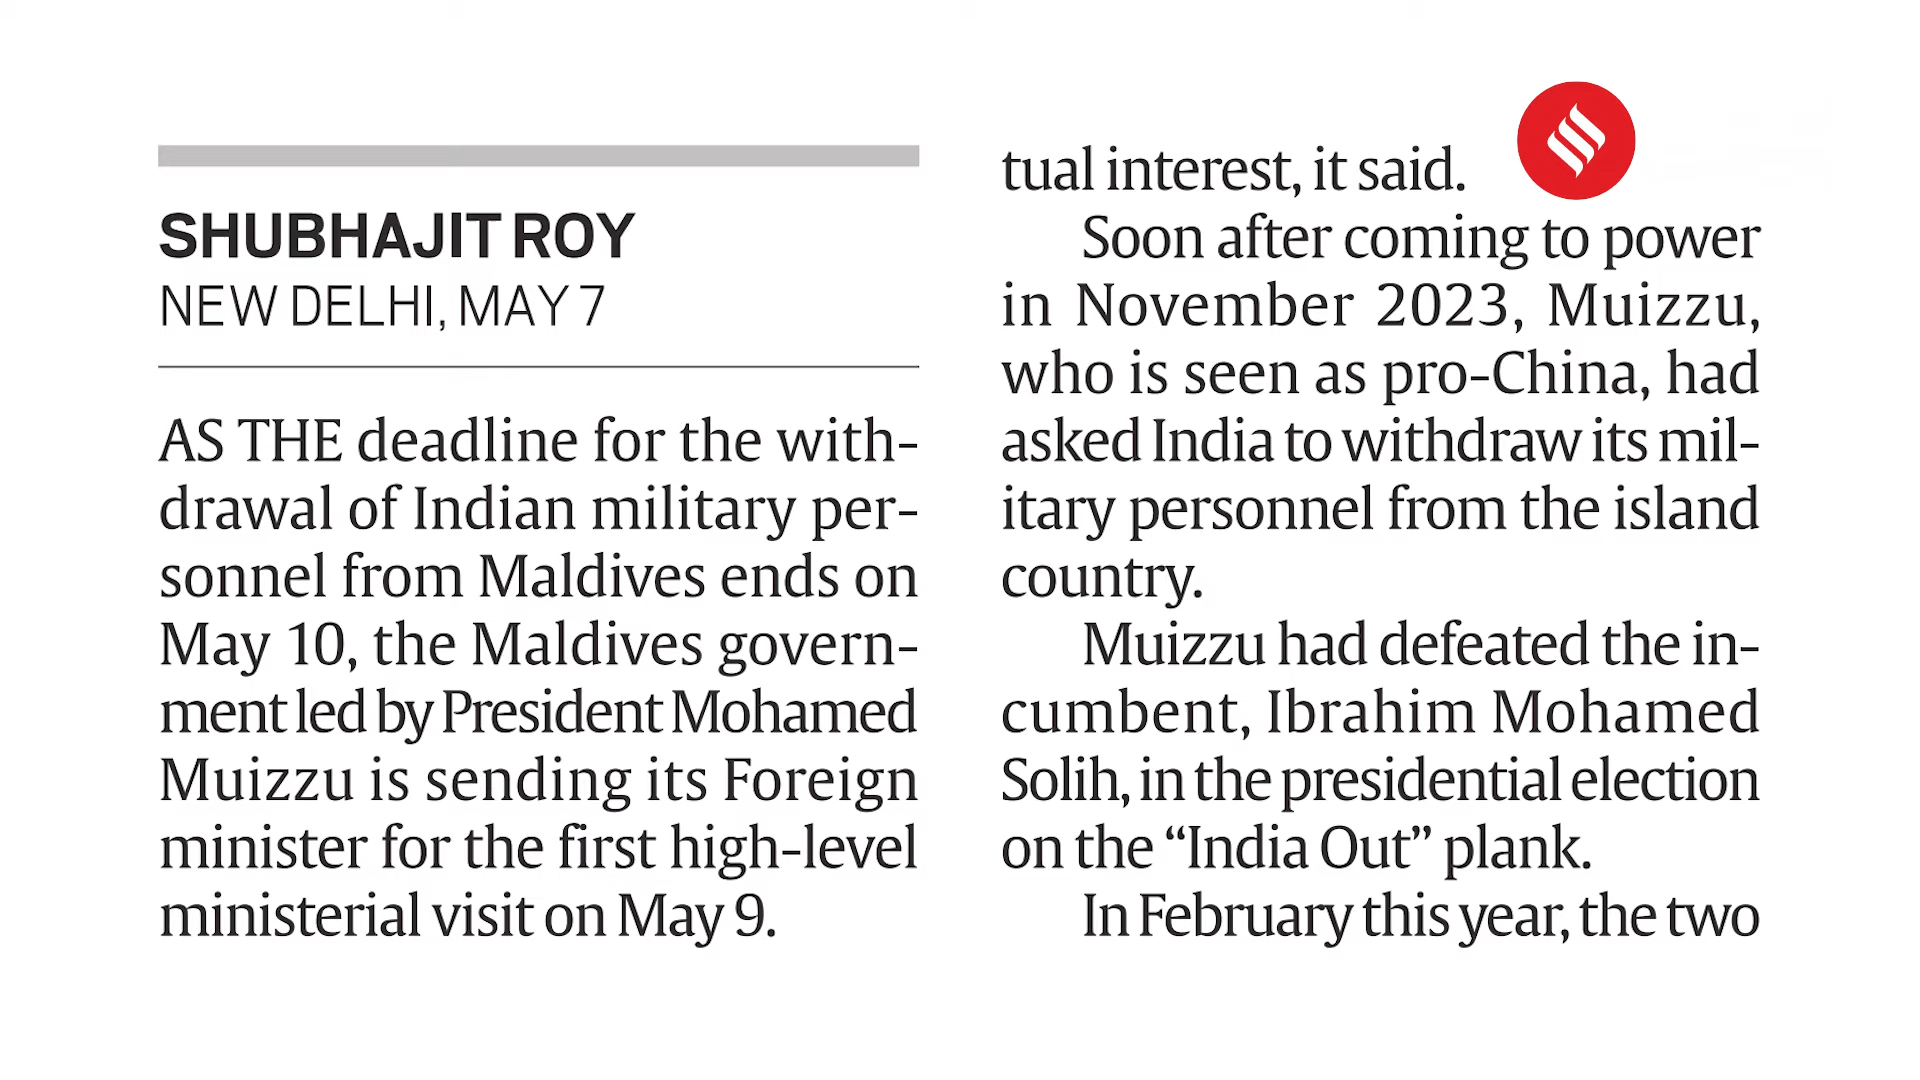 SHUBHAJIT ROY
NEW DELHI, MAY 7
AS THE deadline for the with-
drawal of Indian military per-
sonnel from Maldives ends on
May 10, the Maldives govern-
ment led by President Mohamed
Muizzu is sending its Foreign
minister for the first high-level
ministerial visit on May 9.
tual interest, it said.
Soon after coming to power
in November 2023, Muizzu,
who is seen as pro-China, had
asked India to withdraw its mil-
itary personnel from the island
country.
Muizzu had defeated the in-
cumbent, Ibrahim Mohamed
Solih, in the presidential election
on the “India Out” plank.
In February this year, the two